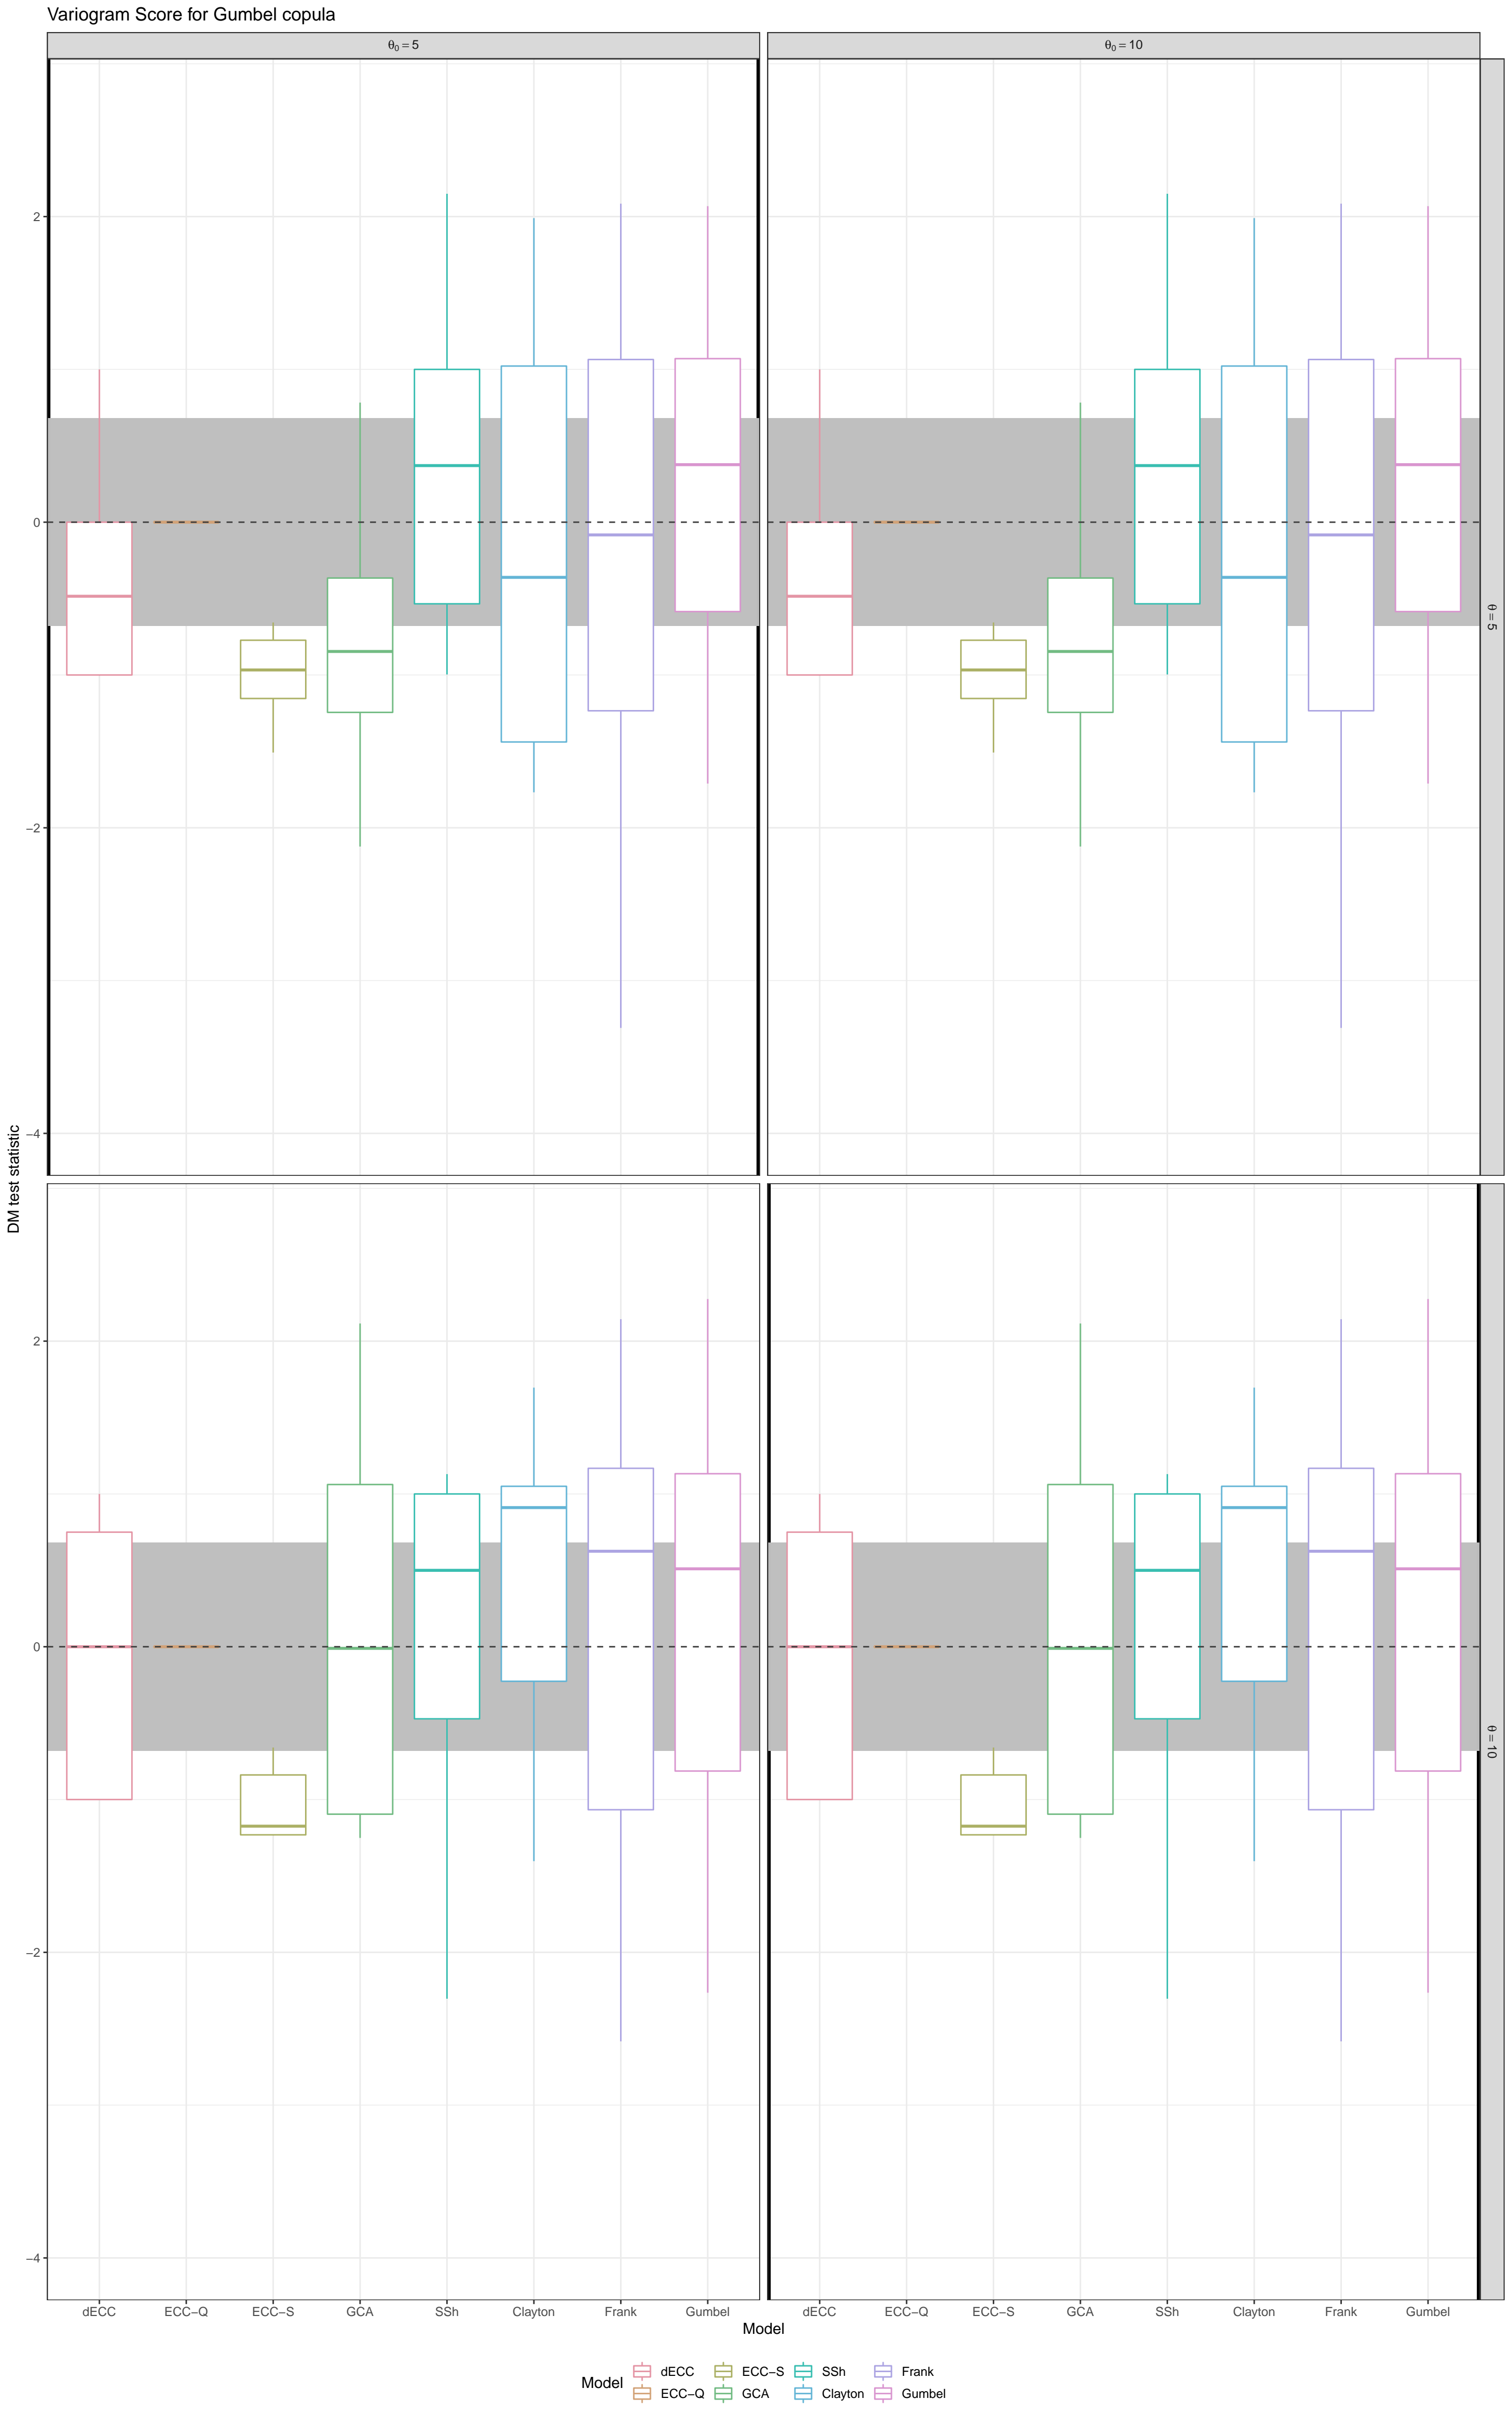 Variogram Score for Gumbel copula
θ₀ = 5
θ₀ = 10
2
0
−2
−4
θ = 5
DM test statistic
2
0
−2
−4
θ = 10
dECC ECC−Q ECC−S GCA SSh Clayton Frank Gumbel
dECC ECC−Q ECC−S GCA SSh Clayton Frank Gumbel
Model
Model
dECC ECC−S SSh Frank
ECC−Q GCA Clayton Gumbel